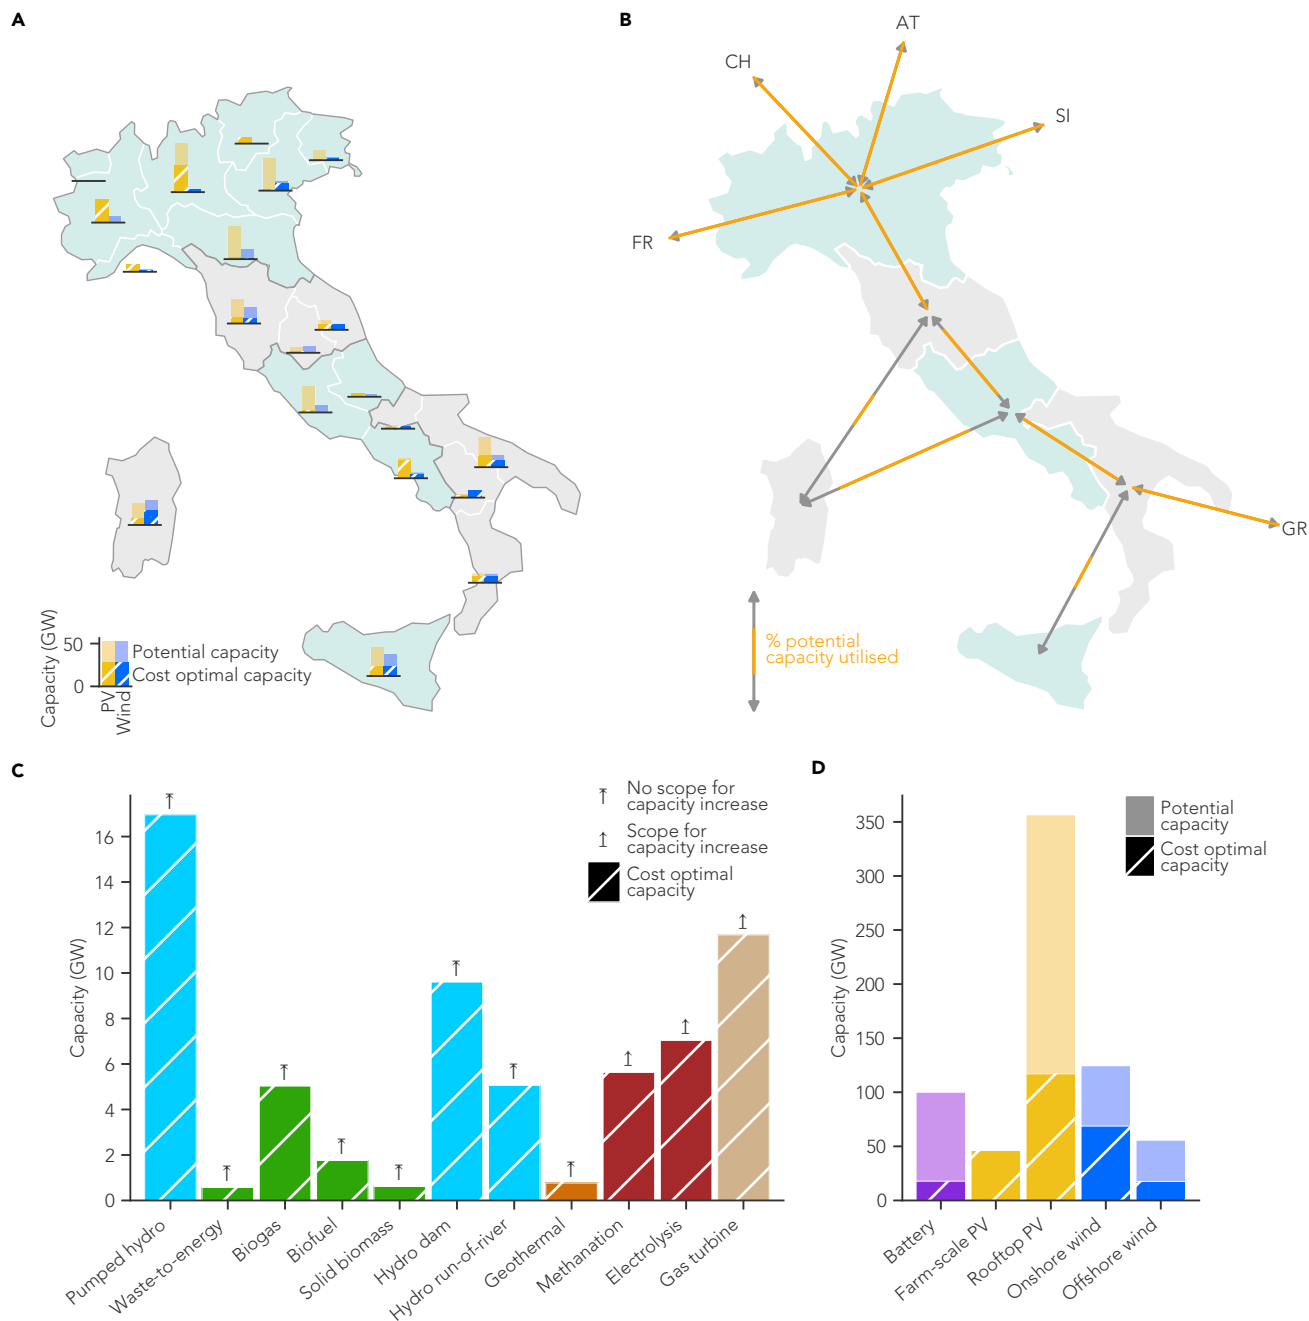 A
B
AT
CH
SI
FR
GR
% potential
capacity utilised
Capacity (GW)
50
0
Potential capacity
Cost optimal capacity
PV
Wind
C
No scope for
capacity increase
Scope for
capacity increase
Cost optimal
capacity
Capacity (GW)
16
14
12
10
8
6
4
2
0
Pumped hydro
Waste-to-energy
Biogas
Biofuel
Solid biomass
Hydro dam
Hydro run-of-river
Geothermal
Methanation
Electrolysis
Gas turbine
D
Potential
capacity
Cost optimal
capacity
Capacity (GW)
350
300
250
200
150
100
50
0
Battery
Farm-scale PV
Rooftop PV
Onshore wind
Offshore wind